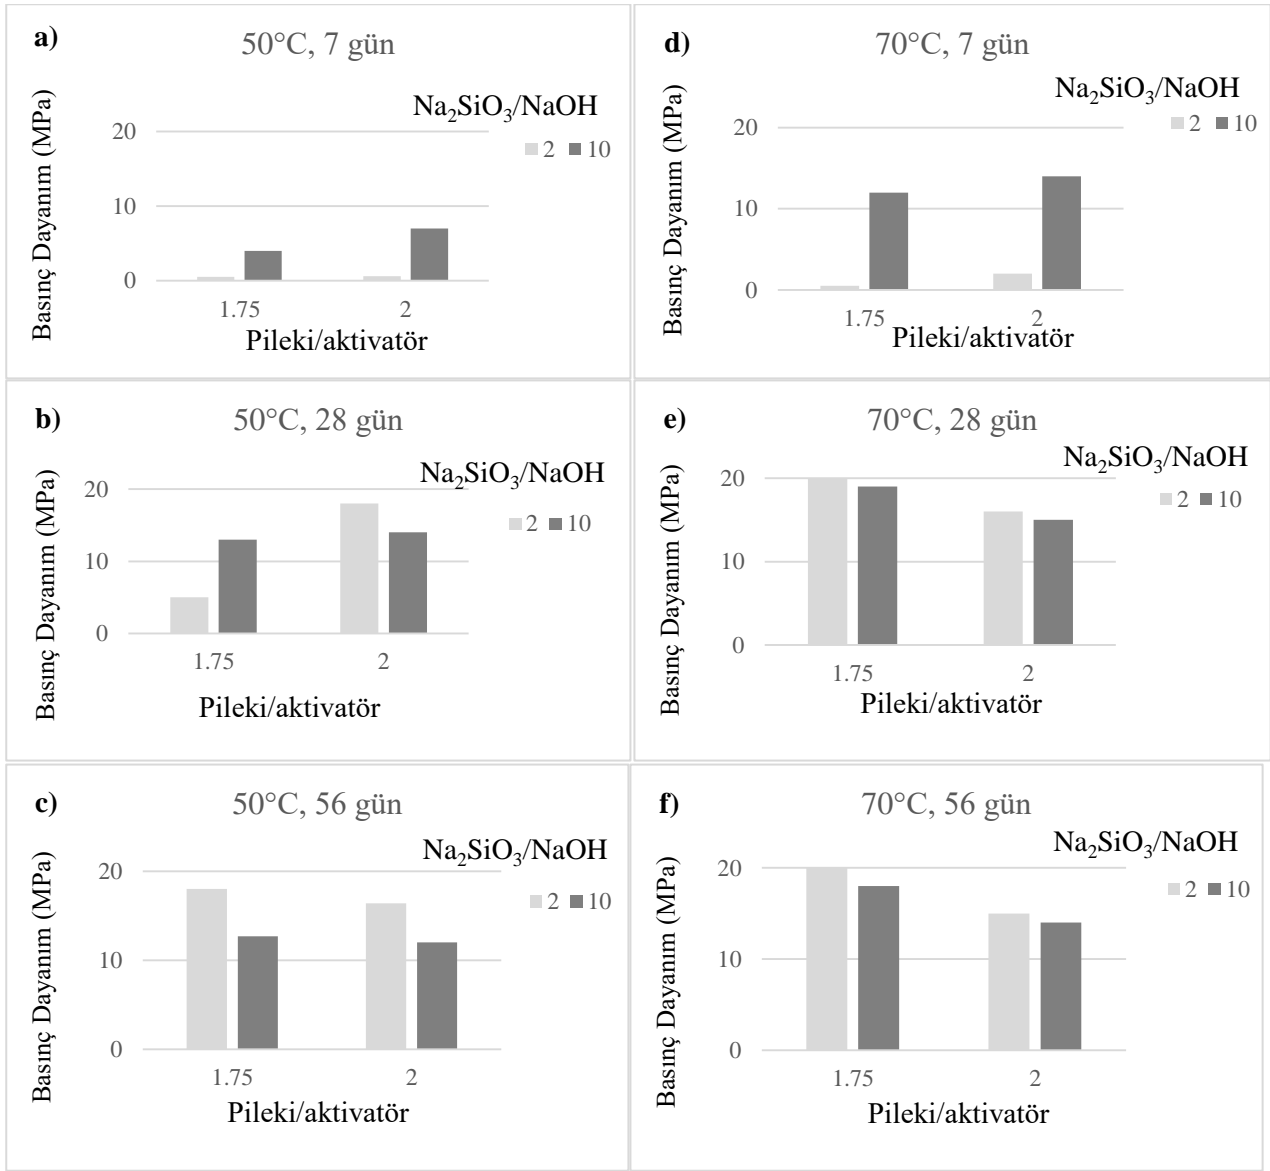 a)
50°C, 7 gün
Na₂SiO₃/NaOH
2 10
Basınç Dayanım (MPa)
20
10
0
1.75 2
Pileki/aktivatör
d)
70°C, 7 gün
Na₂SiO₃/NaOH
2 10
Basınç Dayanım (MPa)
20
10
0
1.75 2
Pileki/aktivatör
b)
50°C, 28 gün
Na₂SiO₃/NaOH
2 10
Basınç Dayanım (MPa)
20
10
0
1.75 2
Pileki/aktivatör
e)
70°C, 28 gün
Na₂SiO₃/NaOH
2 10
Basınç Dayanım (MPa)
20
10
0
1.75 2
Pileki/aktivatör
c)
50°C, 56 gün
Na₂SiO₃/NaOH
2 10
Basınç Dayanım (MPa)
20
10
0
1.75 2
Pileki/aktivatör
f)
70°C, 56 gün
Na₂SiO₃/NaOH
2 10
Basınç Dayanım (MPa)
20
10
0
1.75 2
Pileki/aktivatör